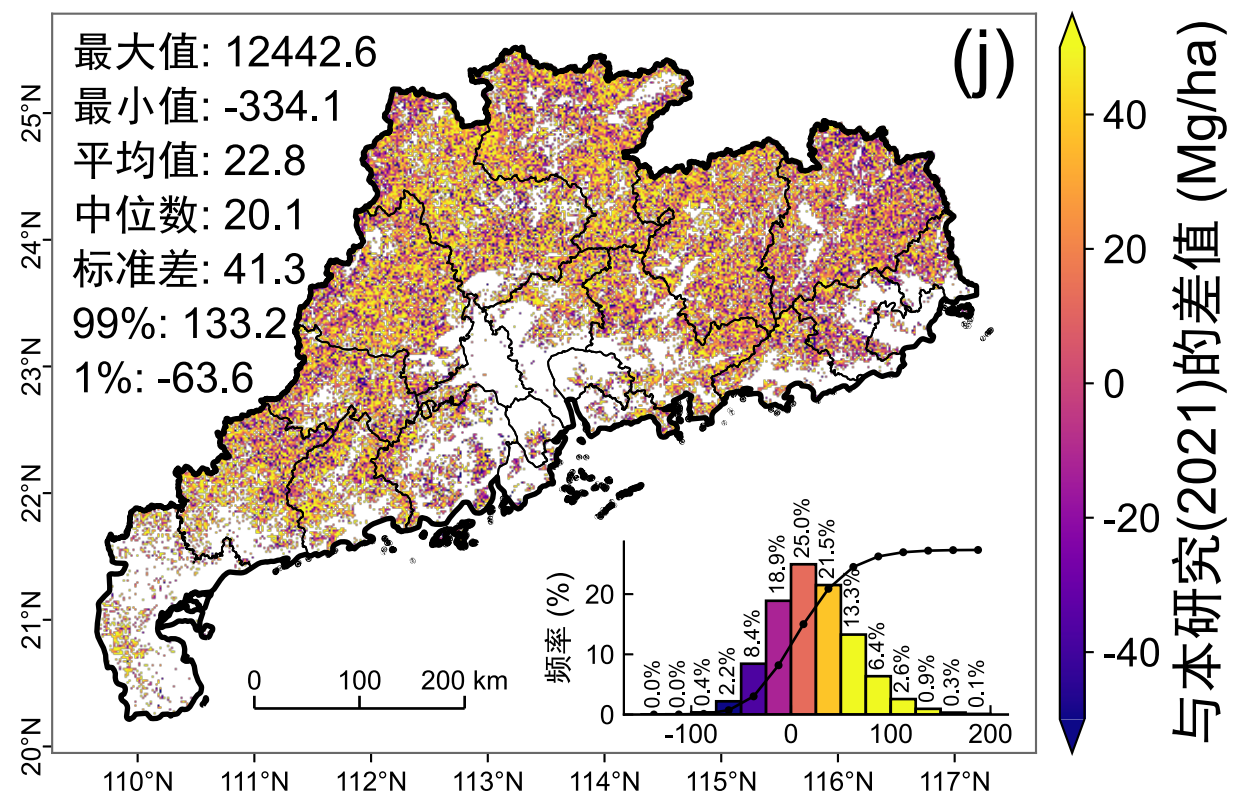 最大值: 12442.6
最小值: -334.1
平均值: 22.8
中位数: 20.1
标准差: 41.3
99%: 133.2
1%: -63.6
(j)
25°N
24°N
23°N
22°N
21°N
20°N
110°N 111°N 112°N 113°N 114°N 115°N 116°N 117°N
0 100 200 km
频率 (%)
20
10
0
0.0% 0.0% 0.4% 2.2% 8.4% 18.9% 25.0% 21.5% 13.3% 6.4% 2.6% 0.9% 0.3% 0.1%
-100 0 100 200
40
20
0
-20
-40
与本研究(2021)的差值 (Mg/ha)